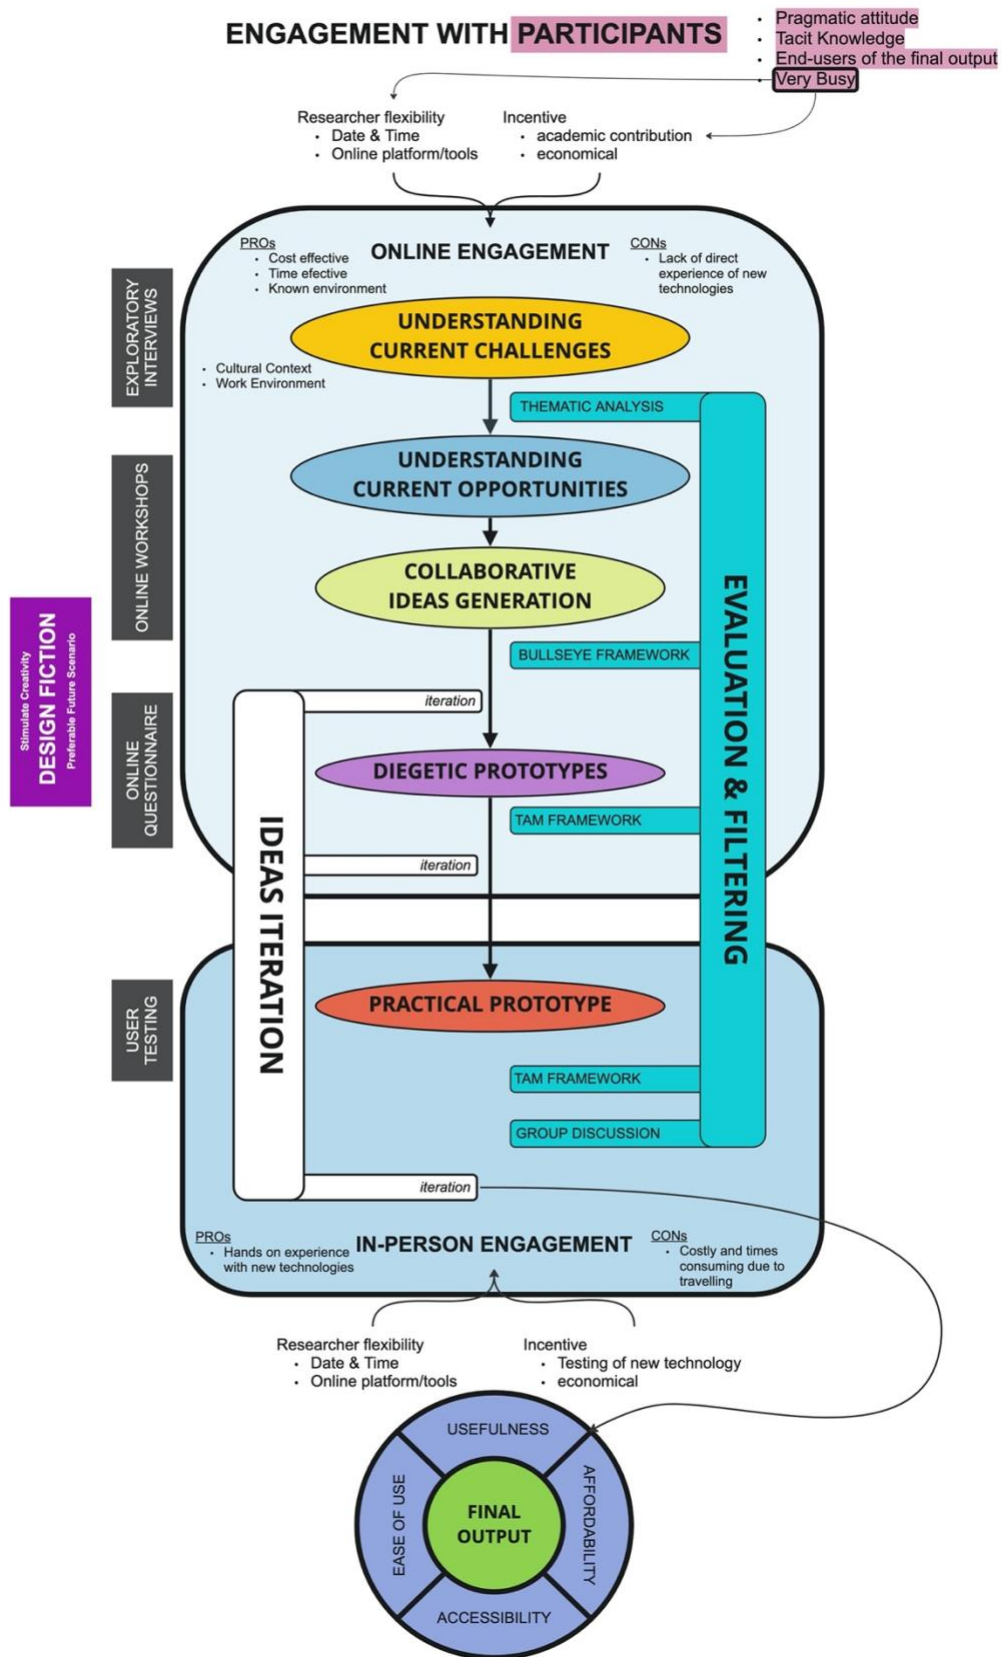 ENGAGEMENT WITH PARTICIPANTS
• Pragmatic attitude
• Tacit Knowledge
• End-users of the final output
• Very Busy
Researcher flexibility
• Date & Time
• Online platform/tools
Incentive
• academic contribution
• economical
PROs
• Cost effective
• Time efective
• Known environment
ONLINE ENGAGEMENT
CONs
• Lack of direct
experience of new
technologies
EXPLORATORY
INTERVIEWS
UNDERSTANDING
CURRENT CHALLENGES
• Cultural Context
• Work Environment
THEMATIC ANALYSIS
ONLINE WORKSHOPS
UNDERSTANDING
CURRENT OPPORTUNITIES
COLLABORATIVE
IDEAS GENERATION
EVALUATION & FILTERING
BULLSEYE FRAMEWORK
Stimulate Creativity
DESIGN FICTION
Preferable Future Scenario
iteration
ONLINE
QUESTIONNAIRE
DIEGETIC PROTOTYPES
TAM FRAMEWORK
IDEAS ITERATION
iteration
USER
TESTING
PRACTICAL PROTOTYPE
TAM FRAMEWORK
GROUP DISCUSSION
iteration
PROs
• Hands on experience
with new technologies
IN-PERSON ENGAGEMENT
CONs
• Costly and times
consuming due to
travelling
Researcher flexibility
• Date & Time
• Online platform/tools
Incentive
• Testing of new technology
• economical
USEFULNESS
EASE OF USE
FINAL
OUTPUT
AFFORDABILITY
ACCESSIBILITY